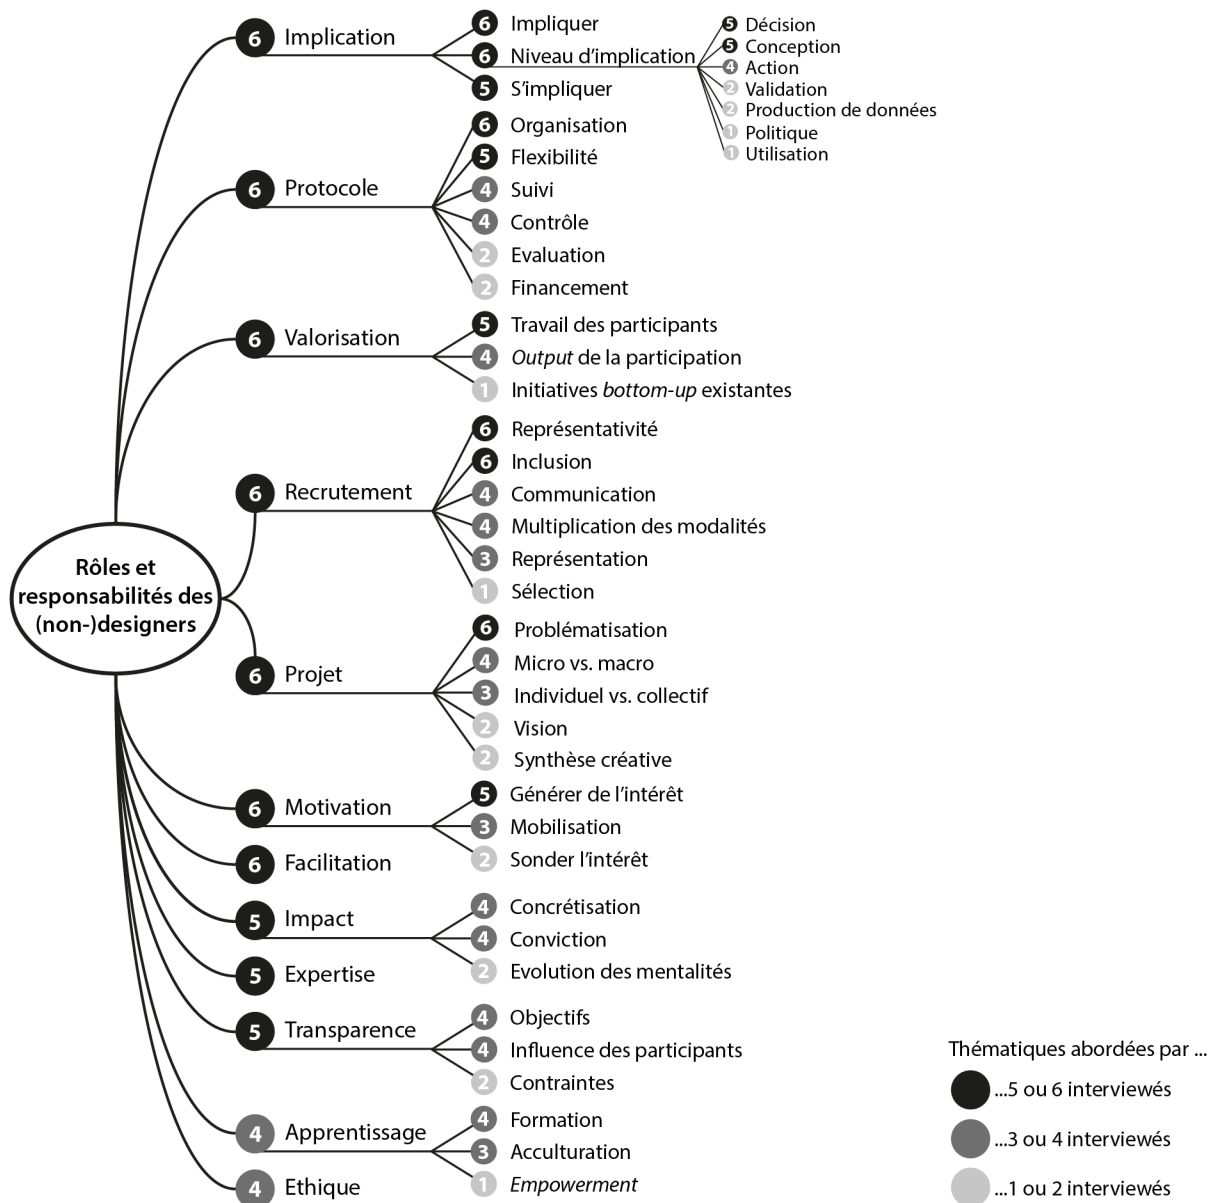 6 Implication
6 Impliquer
6 Niveau d'implication
5 Décision
5 Conception
4 Action
2 Validation
2 Production de données
1 Politique
1 Utilisation
5 S'impliquer
6 Protocole
6 Organisation
5 Flexibilité
4 Suivi
4 Contrôle
2 Evaluation
2 Financement
6 Valorisation
5 Travail des participants
4 Output de la participation
1 Initiatives bottom-up existantes
6 Recrutement
6 Représentativité
6 Inclusion
4 Communication
4 Multiplication des modalités
3 Représentation
1 Sélection
Rôles et
responsabilités des
(non-)designers
6 Projet
6 Problématisation
4 Micro vs. macro
3 Individuel vs. collectif
2 Vision
2 Synthèse créative
6 Motivation
5 Générer de l'intérêt
3 Mobilisation
2 Sonder l'intérêt
6 Facilitation
5 Impact
4 Concrétisation
4 Conviction
2 Evolution des mentalités
5 Expertise
5 Transparence
4 Objectifs
4 Influence des participants
2 Contraintes
4 Apprentissage
4 Formation
3 Acculturation
1 Empowerment
4 Ethique
Thématiques abordées par ...
...5 ou 6 interviewés
...3 ou 4 interviewés
...1 ou 2 interviewés